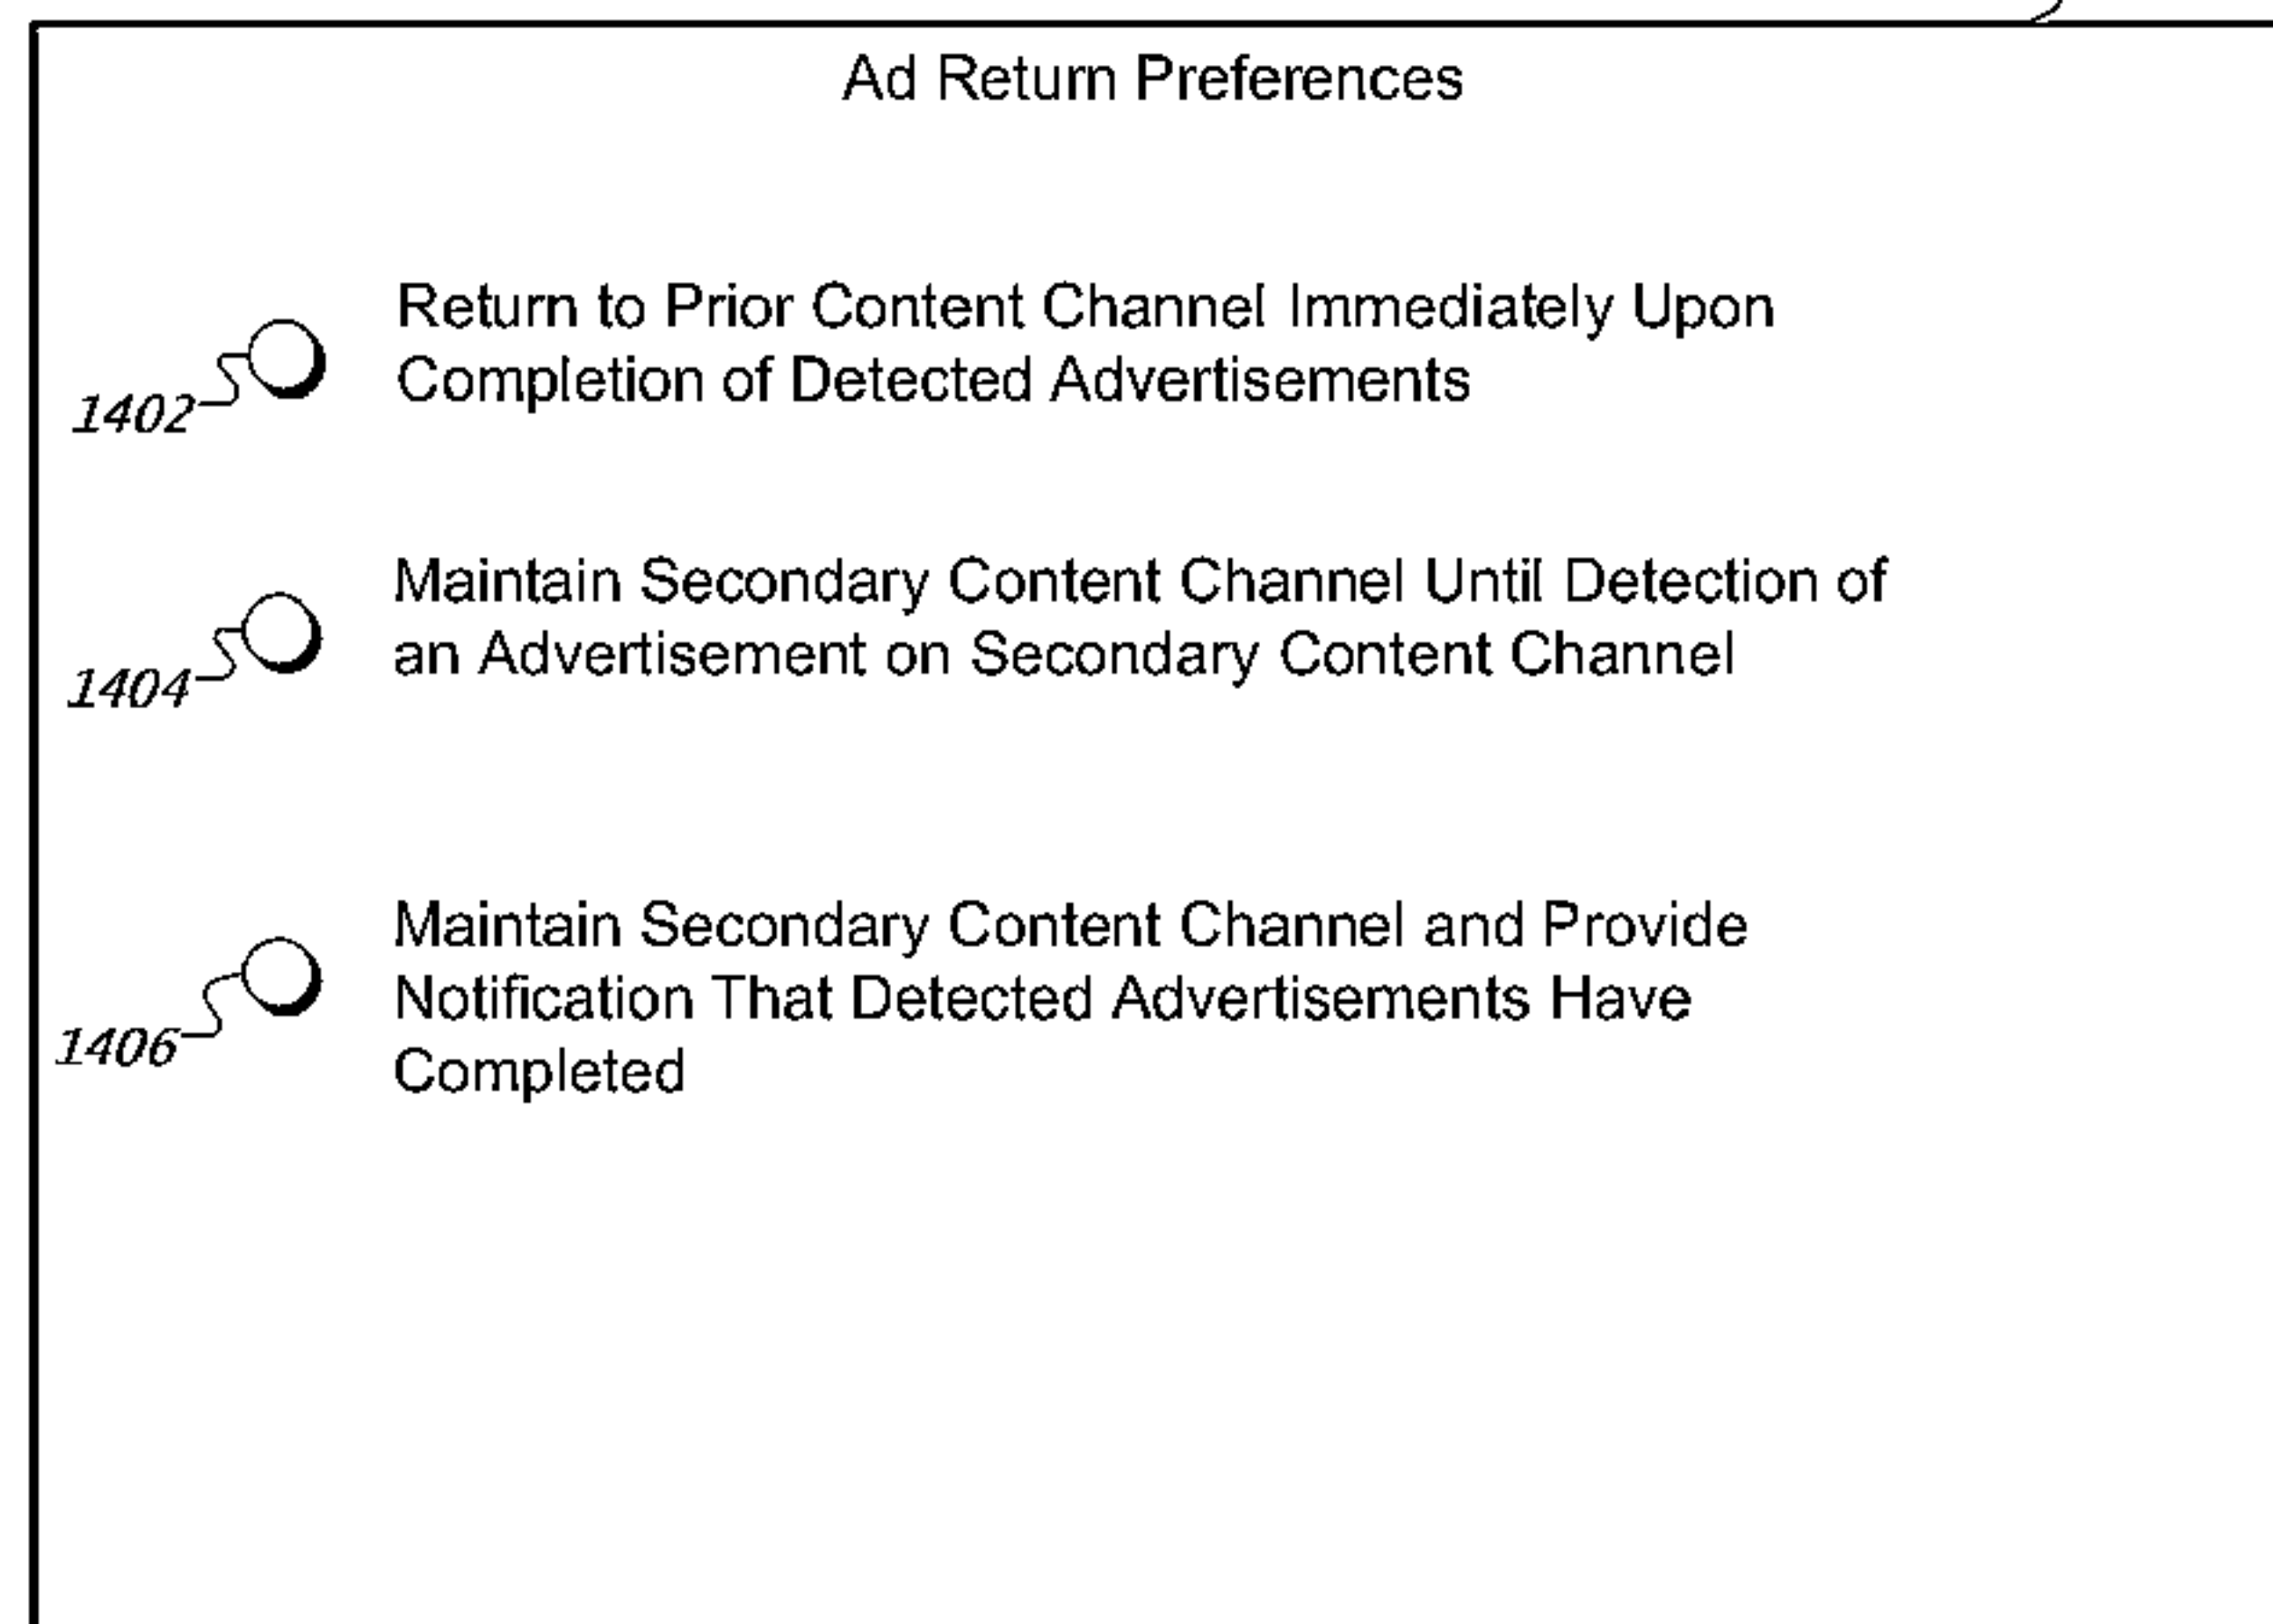 Ad Return Preferences
Return to Prior Content Channel Immediately Upon
Completion of Detected Advertisements
1402
Maintain Secondary Content Channel Until Detection of
an Advertisement on Secondary Content Channel
1404
Maintain Secondary Content Channel and Provide
Notification That Detected Advertisements Have
Completed
1406